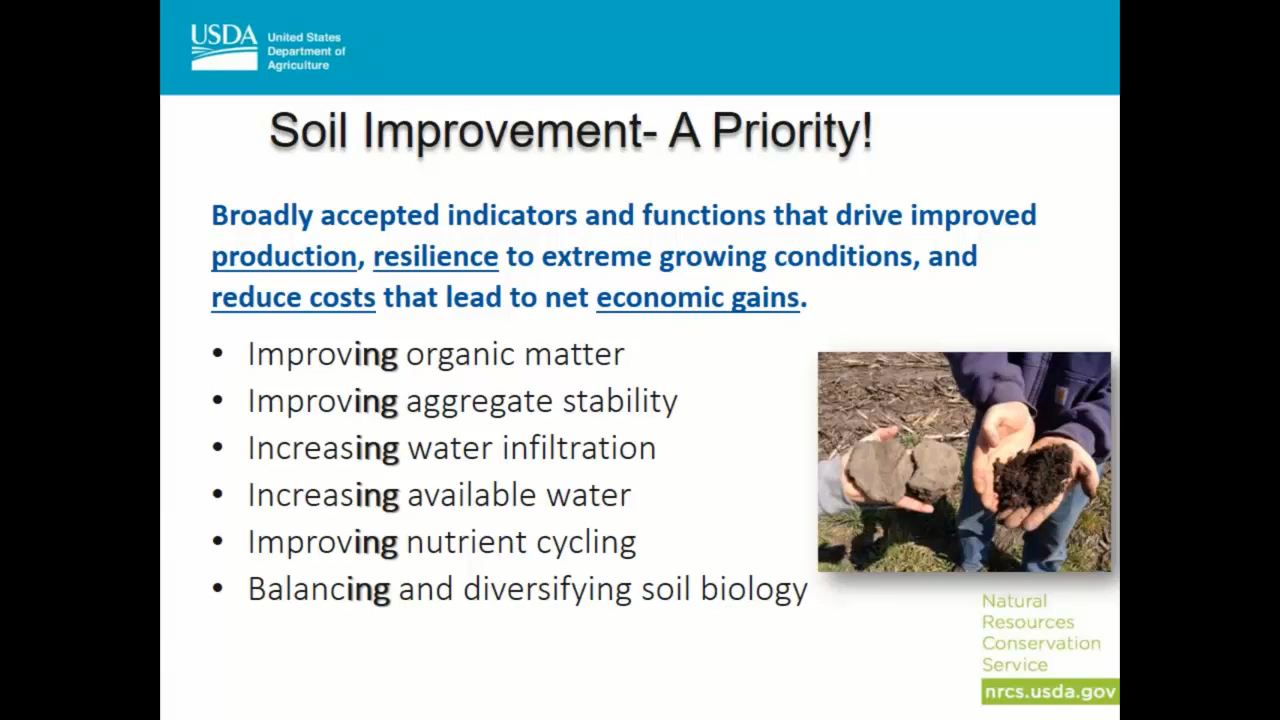 USDA
United States
Department of
Agriculture
Soil Improvement- A Priority!
Broadly accepted indicators and functions that drive improved
production, resilience to extreme growing conditions, and
reduce costs that lead to net economic gains.
• Improving organic matter
• Improving aggregate stability
• Increasing water infiltration
• Increasing available water
• Improving nutrient cycling
• Balancing and diversifying soil biology
Natural
Resources
Conservation
Service
nrcs.usda.gov